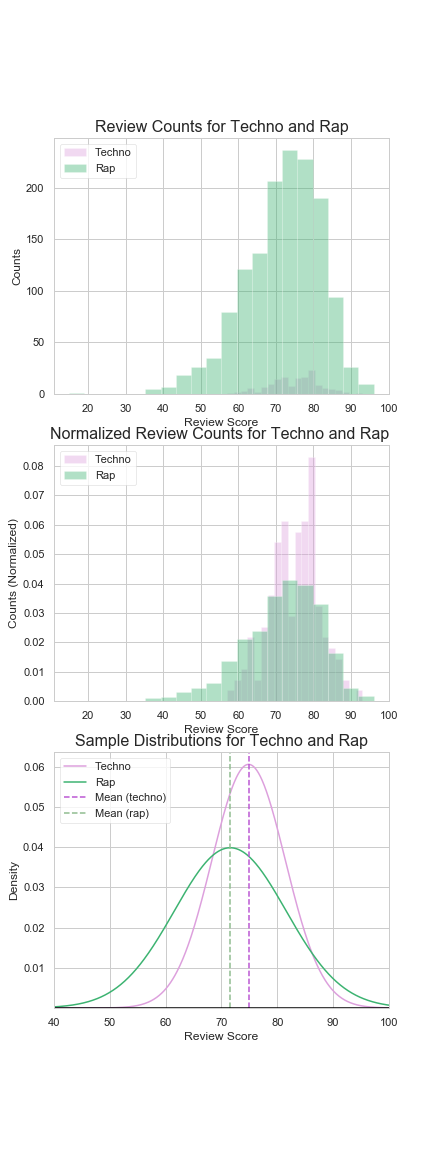 Review Counts for Techno and Rap
Techno
Rap
Counts
200
150
100
50
0
20 30 40 50 60 70 80 90 100
Review Score
Normalized Review Counts for Techno and Rap
Techno
Rap
Counts (Normalized)
0.08
0.07
0.06
0.05
0.04
0.03
0.02
0.01
0.00
20 30 40 50 60 70 80 90 100
Review Score
Sample Distributions for Techno and Rap
Techno
Rap
Mean (techno)
Mean (rap)
Density
0.06
0.05
0.04
0.03
0.02
0.01
40 50 60 70 80 90 100
Review Score